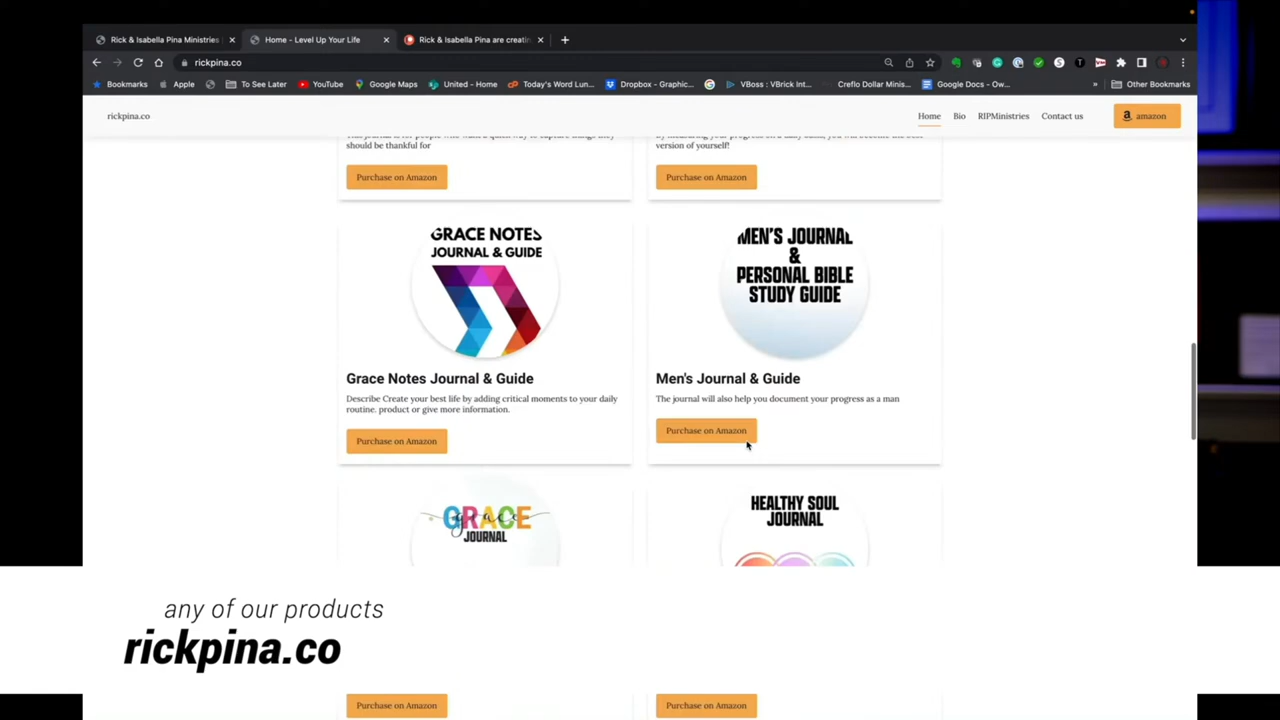 Rick & Isabella Pina Ministries
Home - Level Up Your Life
Rick & Isabella Pina are creatin
rickpina.co
Bookmarks
Apple
To See Later
YouTube
Google Maps
United - Home
Today's Word Lun...
Dropbox - Graphic...
VBoss : VBrick Int...
Creflo Dollar Minis...
Google Docs - Ow...
»
Other Bookmarks
rickpina.co
Home
Bio
RIPMinistries
Contact us
amazon
should be thankful for
version of yourself!
Purchase on Amazon
Purchase on Amazon
GRACE NOTES
JOURNAL & GUIDE
MEN'S JOURNAL
&
PERSONAL BIBLE
STUDY GUIDE
Grace Notes Journal & Guide
Describe Create your best life by adding critical moments to your daily
routine. product or give more information.
Purchase on Amazon
Men's Journal & Guide
The journal will also help you document your progress as a man
Purchase on Amazon
GRACE
grace
JOURNAL
HEALTHY SOUL
JOURNAL
any of our products
rickpina.co
Purchase on Amazon
Purchase on Amazon